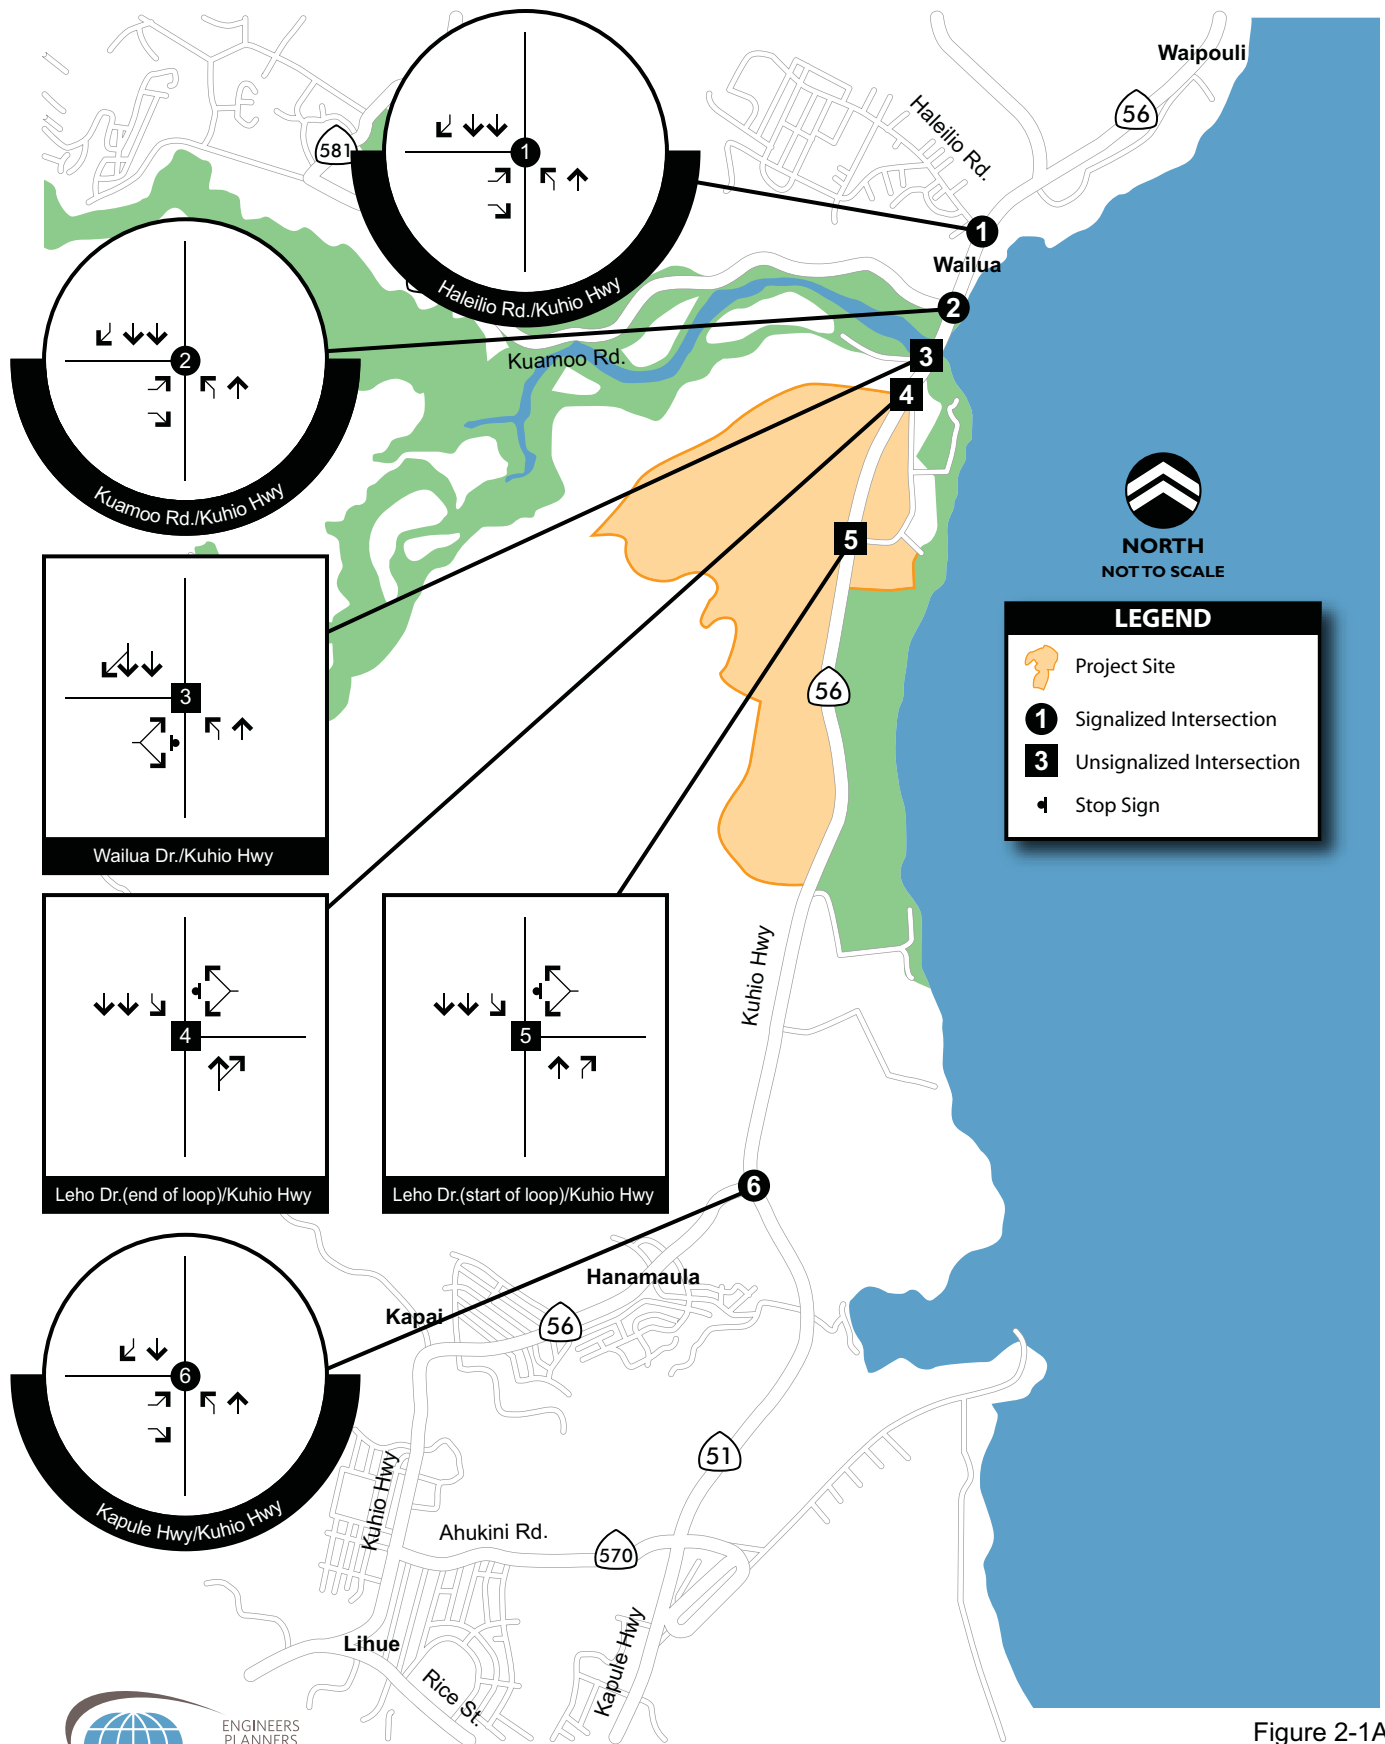 Waipouli
56
Haleilio Rd.
581
1
Haleilio Rd./Kuhio Hwy
1
Wailua
2
2
Kuamoo Rd./Kuhio Hwy
Kuamoo Rd.
3
4
5
NORTH
NOT TO SCALE
LEGEND
Project Site
1 Signalized Intersection
3 Unsignalized Intersection
Stop Sign
3
Wailua Dr./Kuhio Hwy
56
4
Leho Dr.(end of loop)/Kuhio Hwy
5
Leho Dr.(start of loop)/Kuhio Hwy
Kuhio Hwy
6
Hanamaula
Kapai
56
6
Kapule Hwy/Kuhio Hwy
51
Kuhio Hwy
Ahukini Rd.
570
Kapule Hwy
Lihue
Rice St.
ENGINEERS
PLANNERS
Figure 2-1A